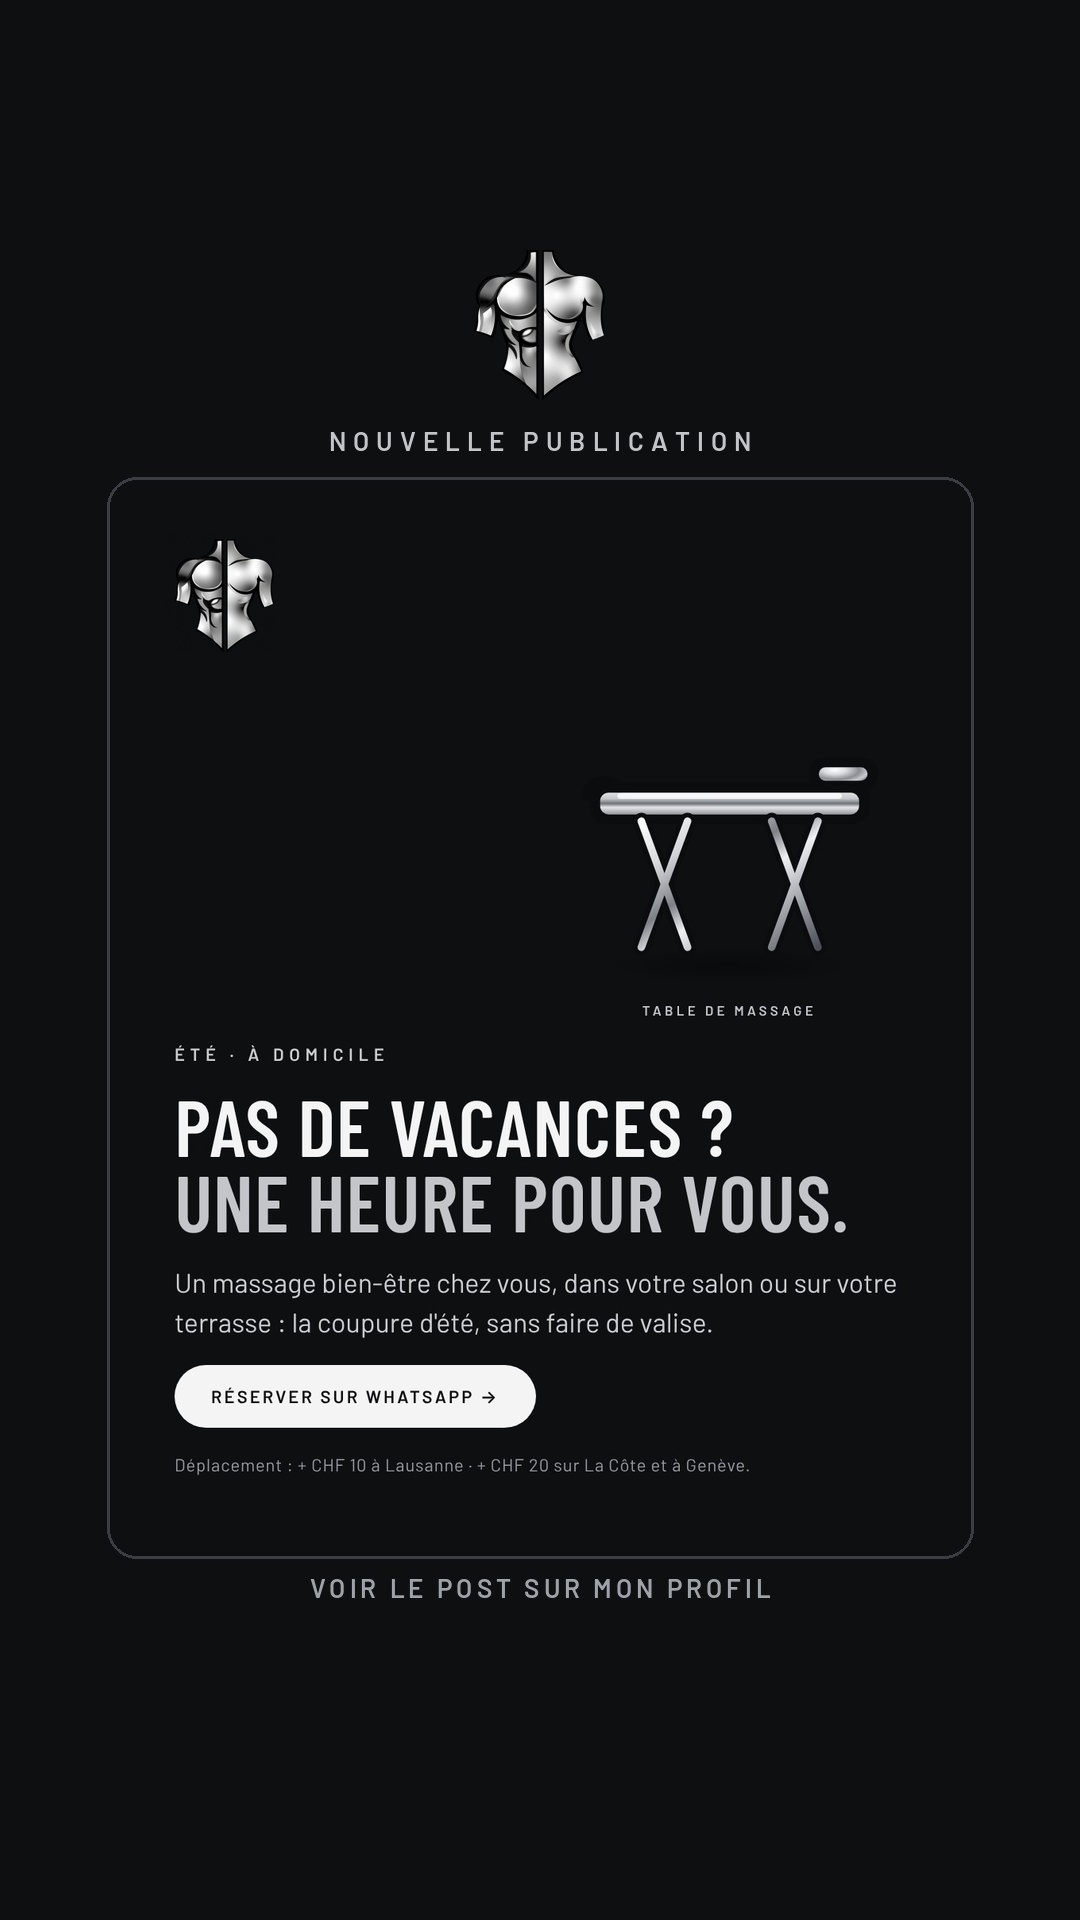 NOUVELLE PUBLICATION
TABLE DE MASSAGE
ÉTÉ · À DOMICILE
PAS DE VACANCES ?
UNE HEURE POUR VOUS.
Un massage bien-être chez vous, dans votre salon ou sur votre
terrasse : la coupure d'été, sans faire de valise.
RÉSERVER SUR WHATSAPP →
Déplacement : + CHF 10 à Lausanne · + CHF 20 sur La Côte et à Genève.
VOIR LE POST SUR MON PROFIL